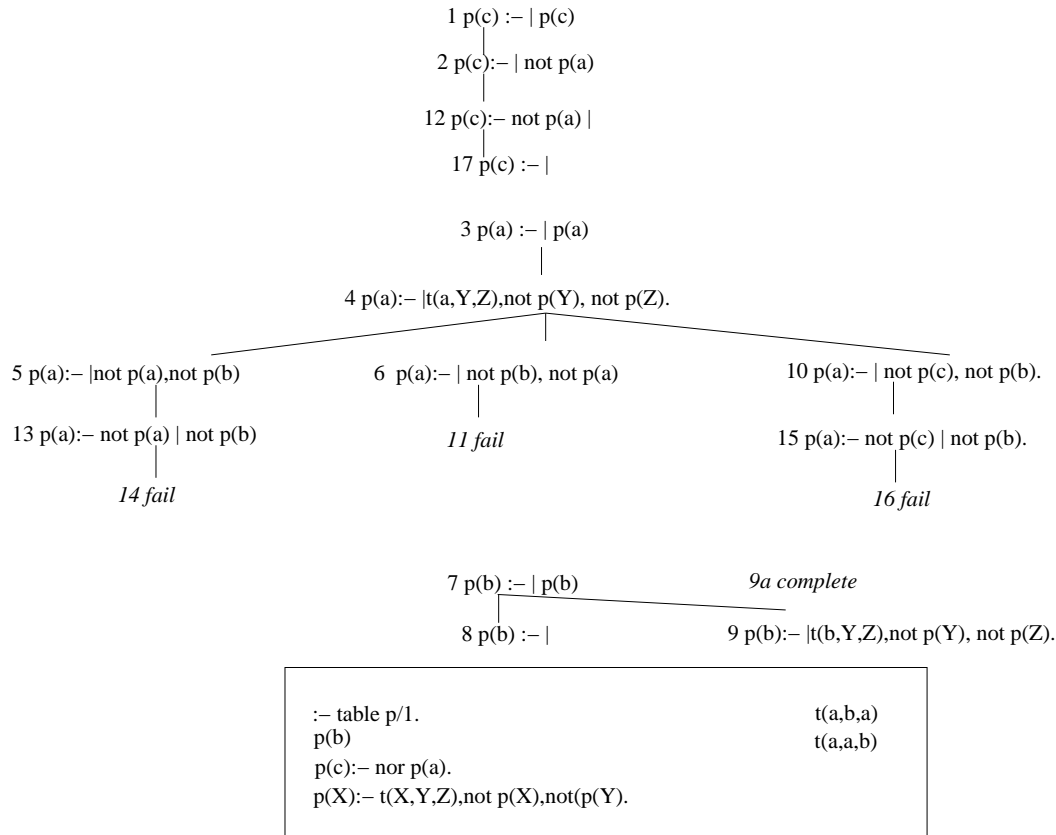 1 p(c) :– | p(c)
2 p(c):– | not p(a)
12 p(c):– not p(a) |
17 p(c) :– |
3 p(a) :– | p(a)
4 p(a):– |t(a,Y,Z),not p(Y), not p(Z).
5 p(a):– |not p(a),not p(b)
6 p(a):– | not p(b), not p(a)
10 p(a):– | not p(c), not p(b).
13 p(a):– not p(a) | not p(b)
11 fail
15 p(a):– not p(c) | not p(b).
14 fail
16 fail
7 p(b) :– | p(b)
9a complete
8 p(b) :– |
9 p(b):– |t(b,Y,Z),not p(Y), not p(Z).
:– table p/1.
t(a,b,a)
p(b)
t(a,a,b)
p(c):– nor p(a).
p(X):– t(X,Y,Z),not p(X),not(p(Y).